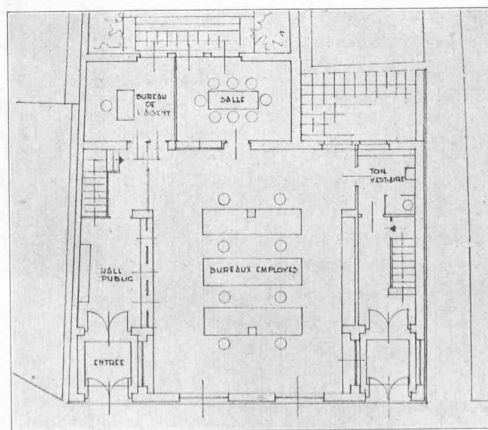 BUREAU
DE
L'AGENT
SALLE
TOIL
VESTIAIRE
HALL
PUBLIC
BUREAUX EMPLOYES
ENTREE